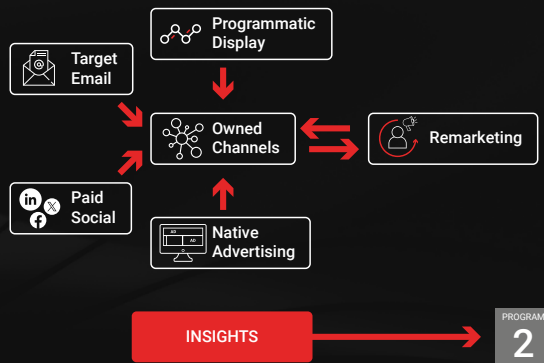 Programmatic
Display
Target
Email
Owned
Channels
Remarketing
in
Paid
Social
AD
AD
Native
Advertising
INSIGHTS
PROGRAM
2